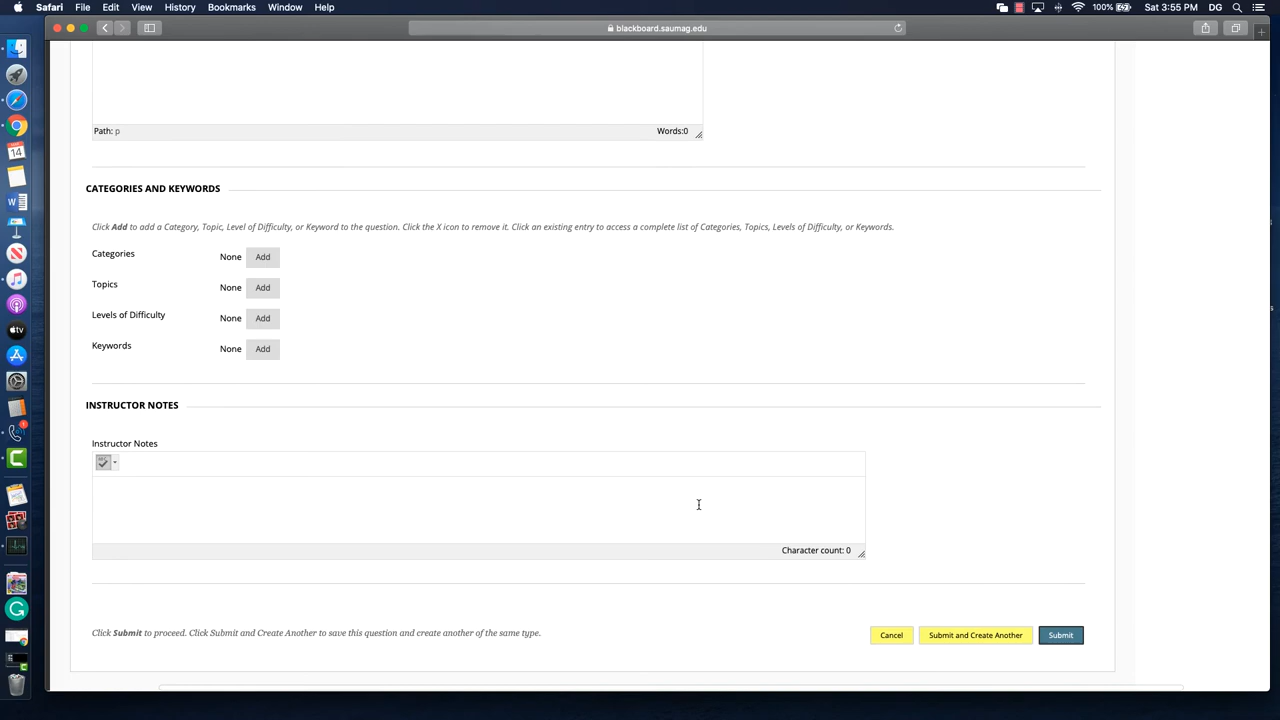 Safari File Edit View History Bookmarks Window Help 100% Sat 3:55 PM DG
blackboard.saumag.edu
Path: p Words:0
CATEGORIES AND KEYWORDS
Click Add to add a Category, Topic, Level of Difficulty, or Keyword to the question. Click the X icon to remove it. Click an existing entry to access a complete list of Categories, Topics, Levels of Difficulty, or Keywords.
Categories None Add
Topics None Add
Levels of Difficulty None Add
Keywords None Add
INSTRUCTOR NOTES
Instructor Notes
Character count: 0
Click Submit to proceed. Click Submit and Create Another to save this question and create another of the same type.
Cancel Submit and Create Another Submit
14
tv